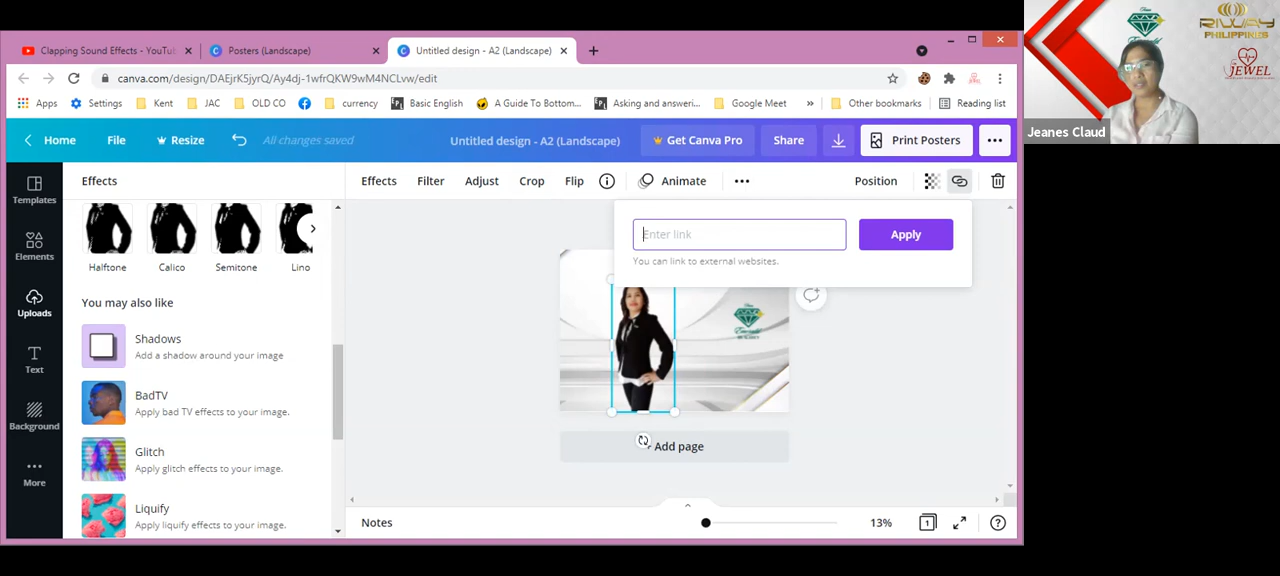 Clapping Sound Effects - YouTu
Posters (Landscape)
Untitled design - A2 (Landscape)
canva.com/design/DAEjrK5jyrQ/Ay4dj-1wfrQKW9wM4NCLvw/edit
Apps
Settings
Kent
JAC
OLD CO
currency
Basic English
A Guide To Bottom...
Asking and answeri...
Google Meet
»
Other bookmarks
Reading list
Home
File
Resize
All changes saved
Untitled design - A2 (Landscape)
Get Canva Pro
Share
Print Posters
Templates
Elements
Uploads
Text
Background
More
Effects
Halftone
Calico
Semitone
Lino
You may also like
Shadows
Add a shadow around your image
BadTV
Apply bad TV effects to your image.
Glitch
Apply glitch effects to your image.
Liquify
Apply liquify effects to your image.
Effects
Filter
Adjust
Crop
Flip
Animate
Position
Enter link
Apply
You can link to external websites.
Emerald
Add page
Notes
13%
1
Team
Emerald
RIWAY
PHILIPPINES
JEWEL
Jeanes Claud